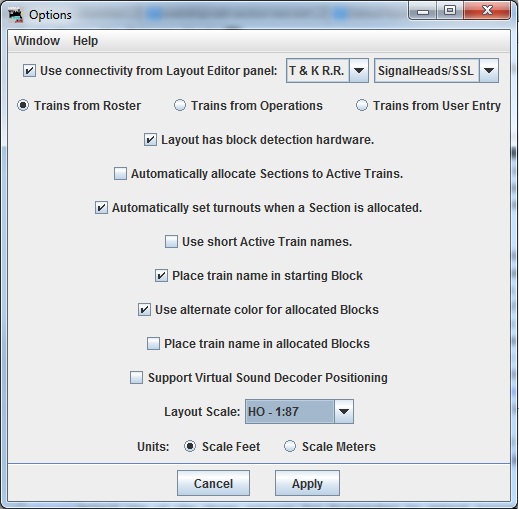 Options
Window Help
Use connectivity from Layout Editor panel: T & K R.R. SignalHeads/SSL
Trains from Roster Trains from Operations Trains from User Entry
Layout has block detection hardware.
Automatically allocate Sections to Active Trains.
Automatically set turnouts when a Section is allocated.
Use short Active Train names.
Place train name in starting Block
Use alternate color for allocated Blocks
Place train name in allocated Blocks
Support Virtual Sound Decoder Positioning
Layout Scale: HO - 1:87
Units: Scale Feet Scale Meters
Cancel Apply